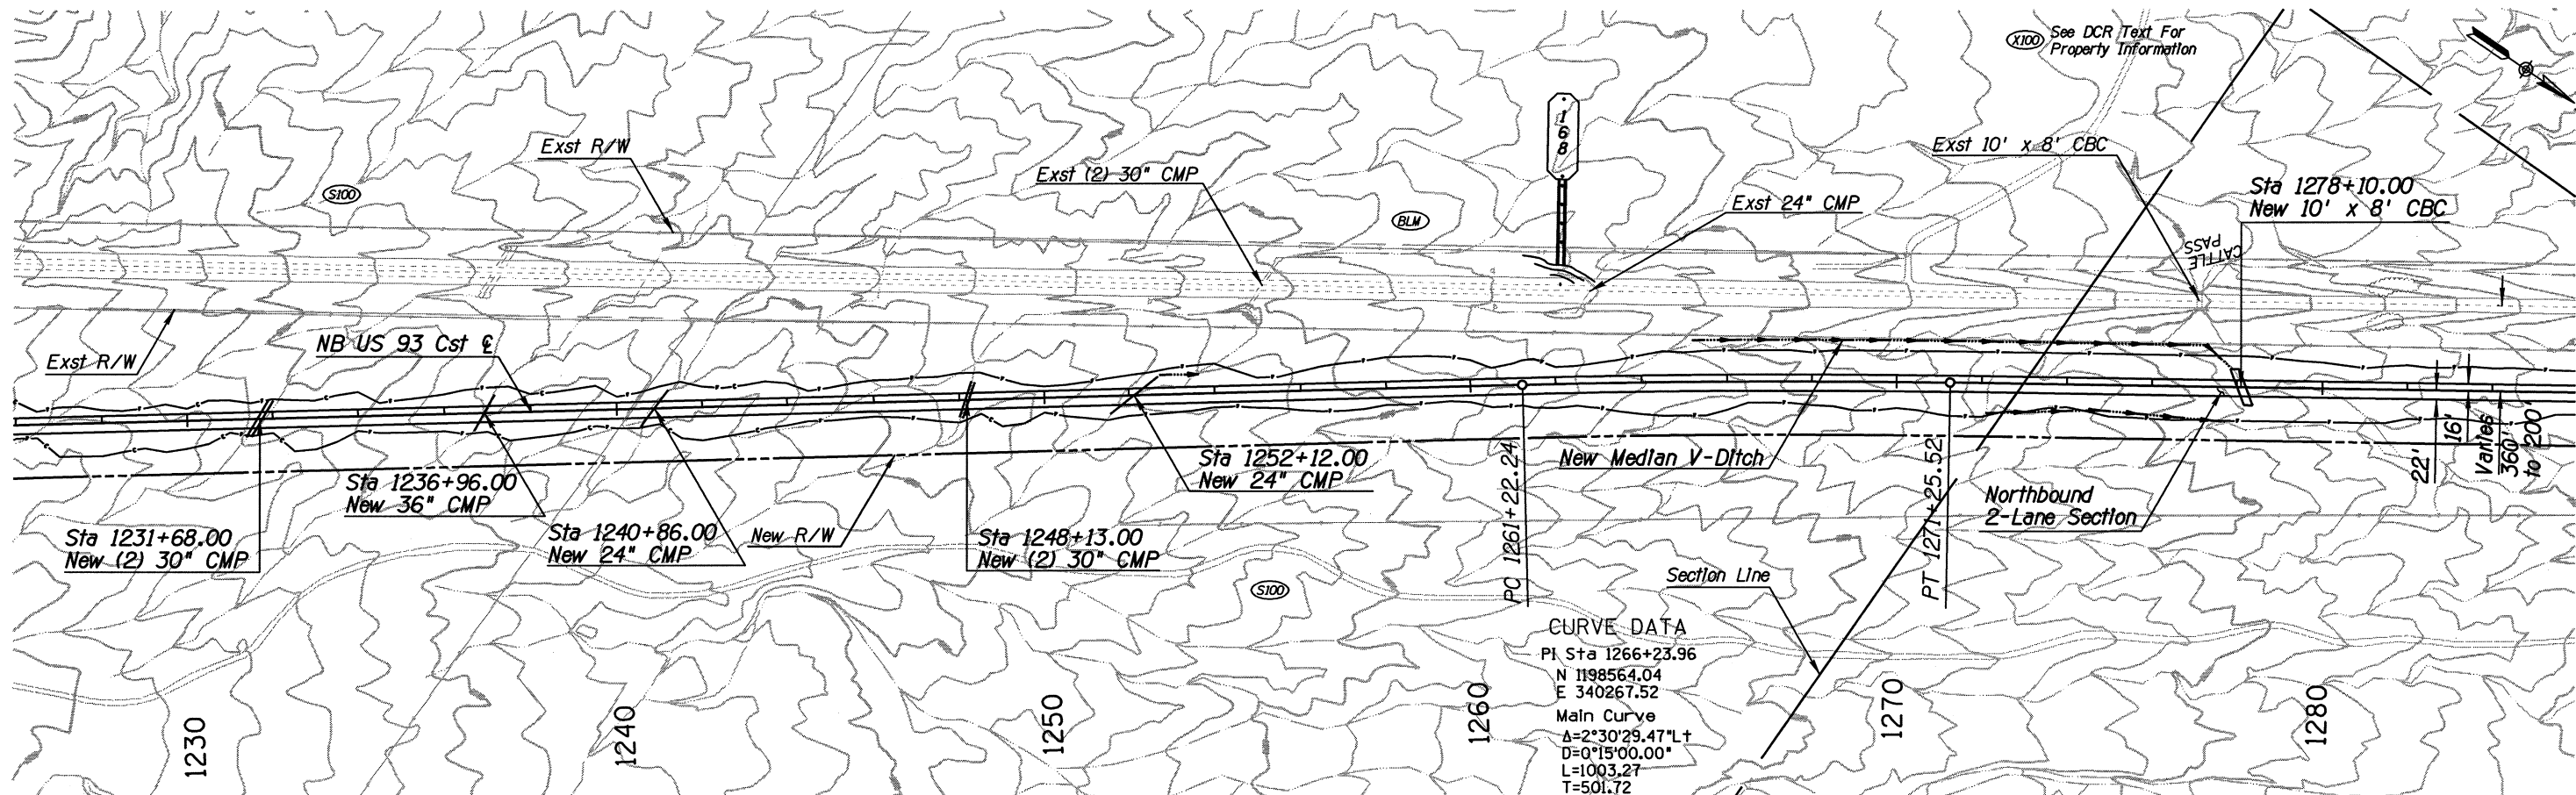 X100 See DCR Text For
Property Information
Exst R/W
S100
Exst (2) 30" CMP
168
BLM
Exst 24" CMP
Exst 10' x 8' CBC
Sta 1278+10.00
New 10' x 8' CBC
CATTLE
PASS
Exst R/W
NB US 93 Cst ℄
Sta 1231+68.00
New (2) 30" CMP
Sta 1236+96.00
New 36" CMP
Sta 1240+86.00
New 24" CMP
New R/W
Sta 1248+13.00
New (2) 30" CMP
Sta 1252+12.00
New 24" CMP
S100
PC 1261+22.24
New Median V-Ditch
PT 1271+25.52
Northbound
2-Lane Section
22'
16'
Varies
360'
to 200'
Section Line
CURVE DATA
PI Sta 1266+23.96
N 1198564.04
E 340267.52
Main Curve
Δ=2°30'29.47"Lt
D=0°15'00.00"
L=1003.27
T=501.72
1230
1240
1250
1260
1270
1280